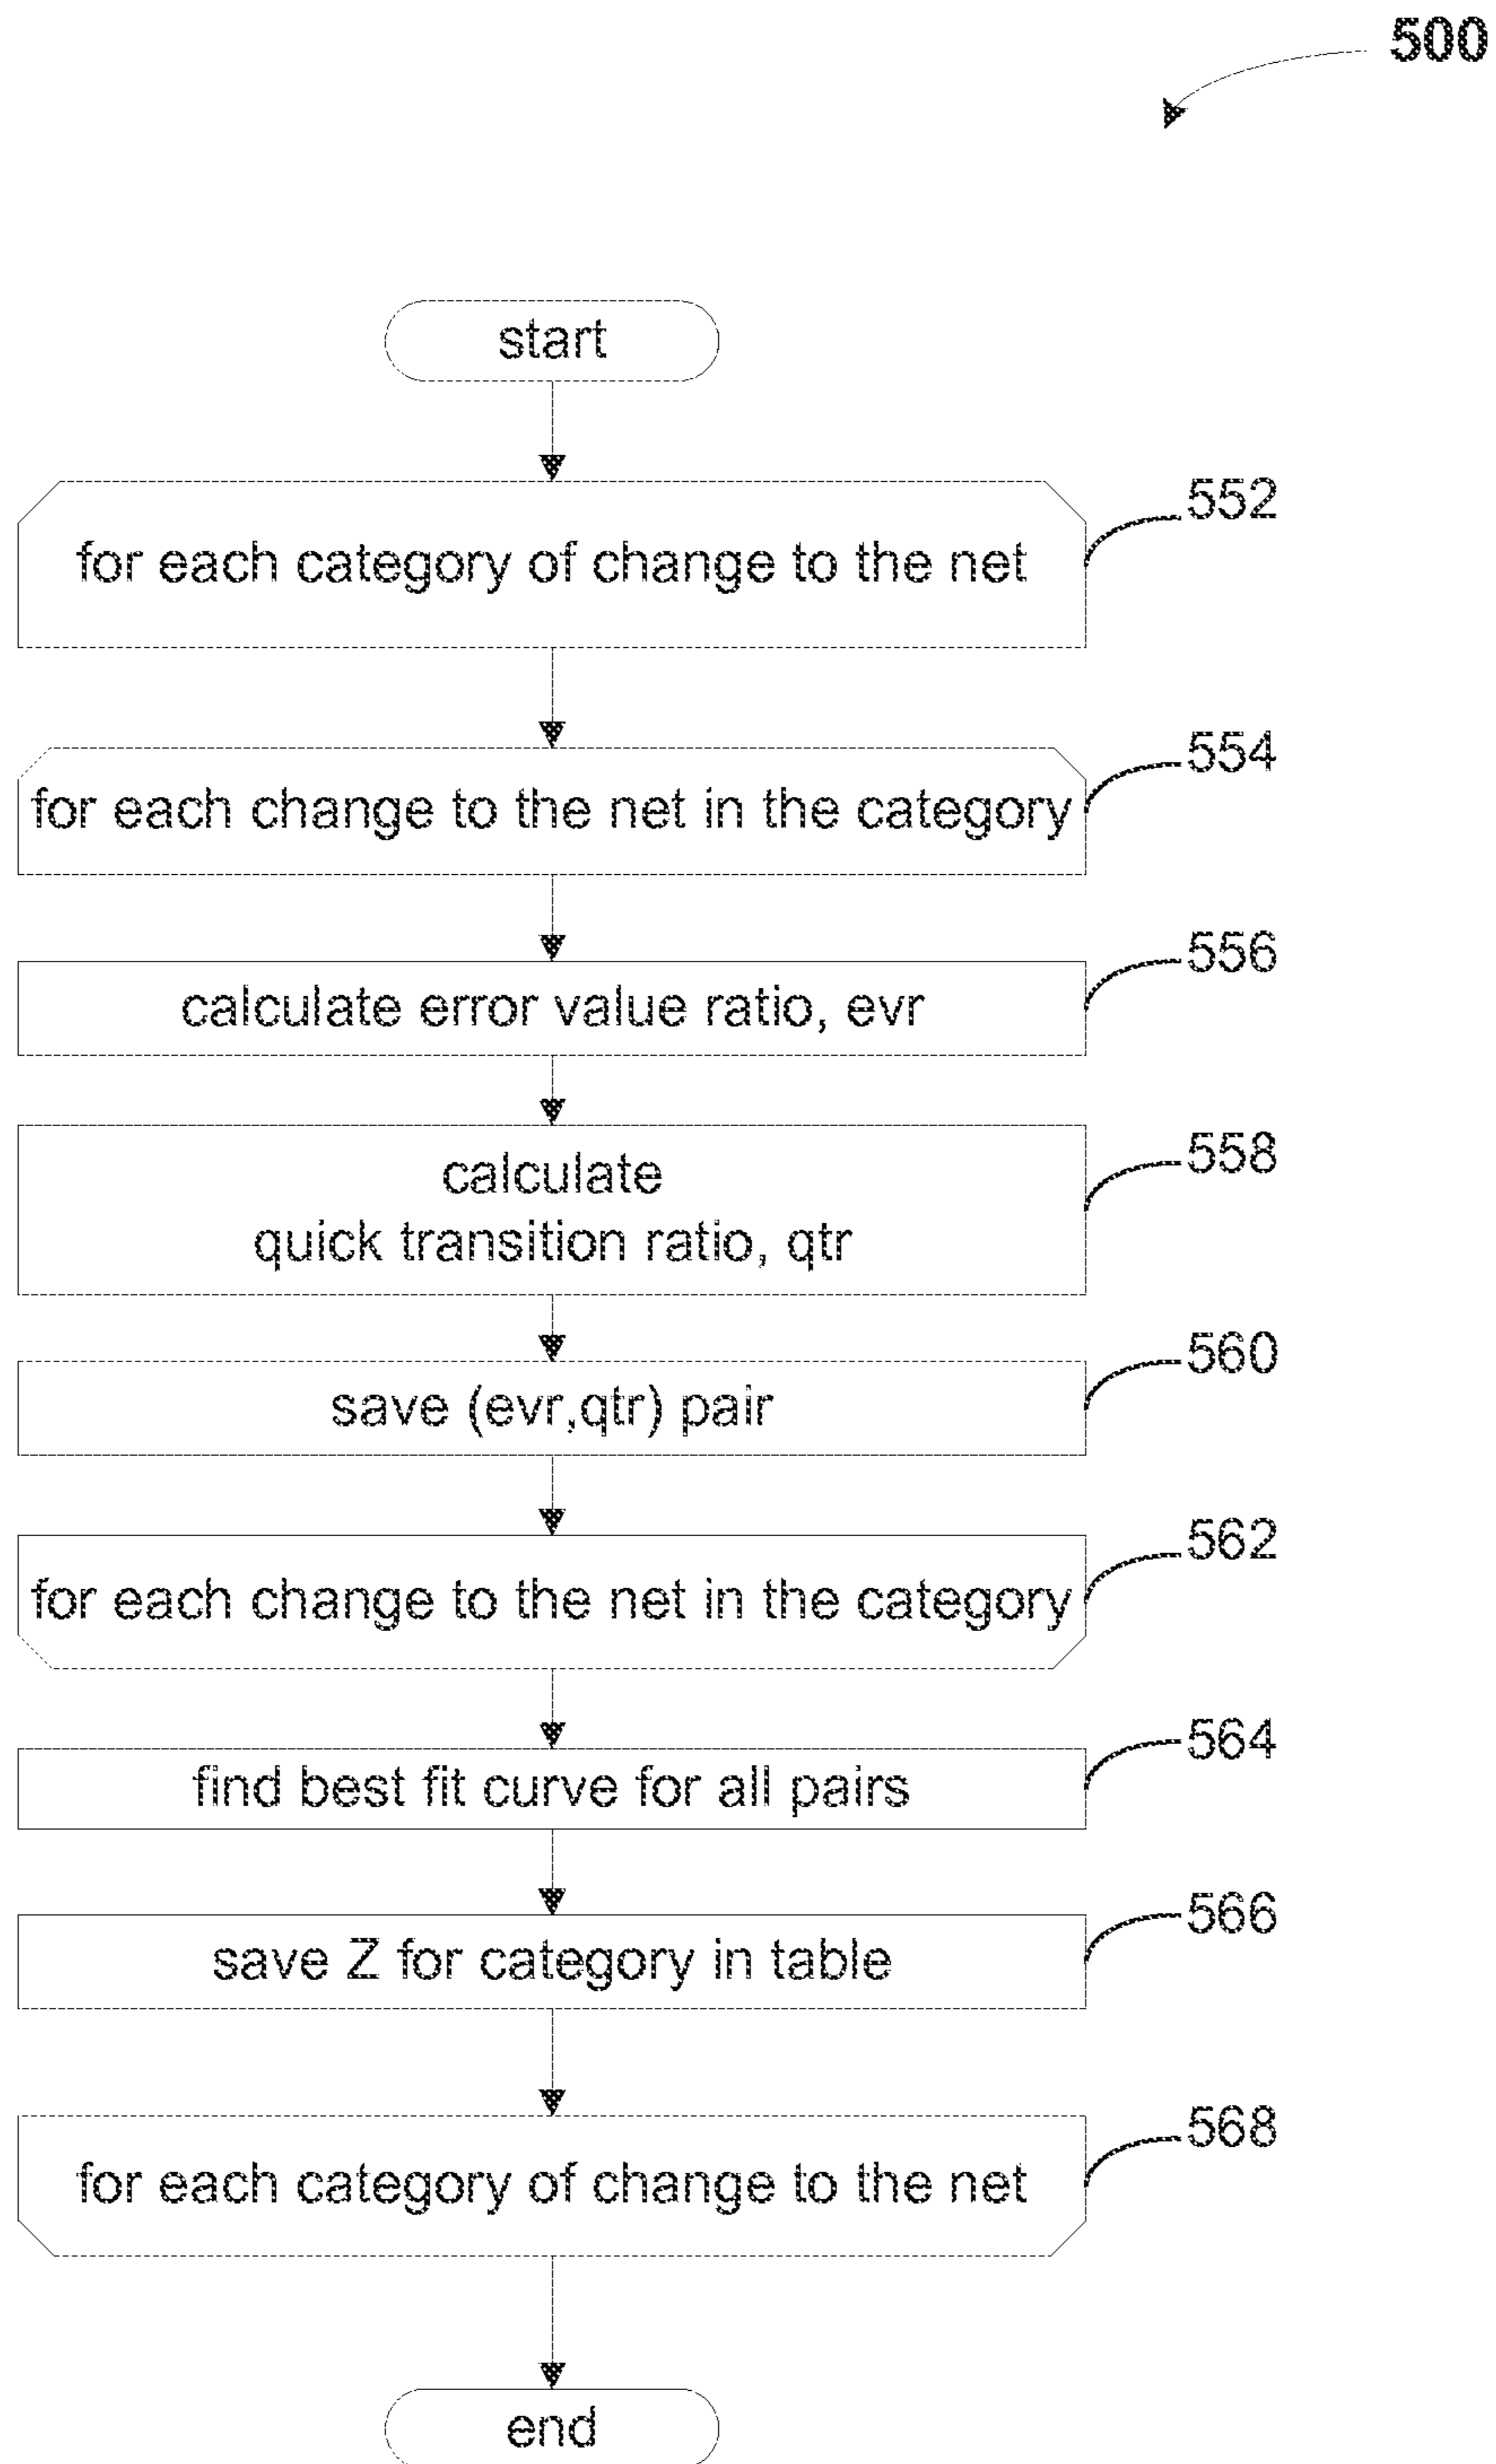 500
start
for each category of change to the net
552
for each change to the net in the category
554
calculate error value ratio, evr
556
calculate
quick transition ratio, qtr
558
save (evr,qtr) pair
560
for each change to the net in the category
562
find best fit curve for all pairs
564
save Z for category in table
566
for each category of change to the net
568
end